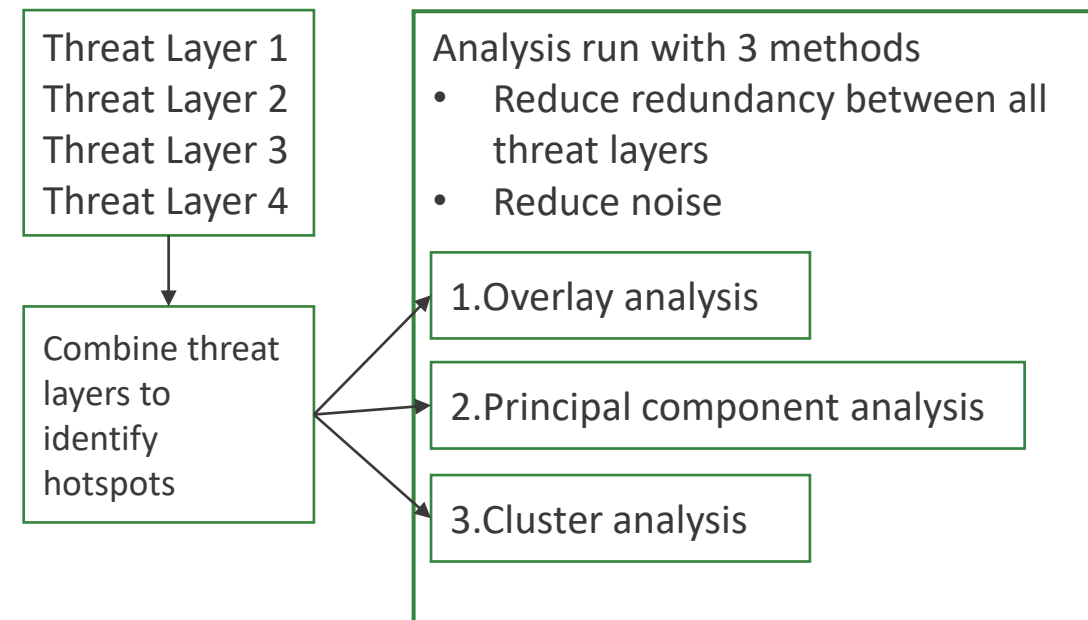 Threat Layer 1
Threat Layer 2
Threat Layer 3
Threat Layer 4
Combine threat
layers to
identify
hotspots
Analysis run with 3 methods
• Reduce redundancy between all
threat layers
• Reduce noise
1.Overlay analysis
2.Principal component analysis
3.Cluster analysis